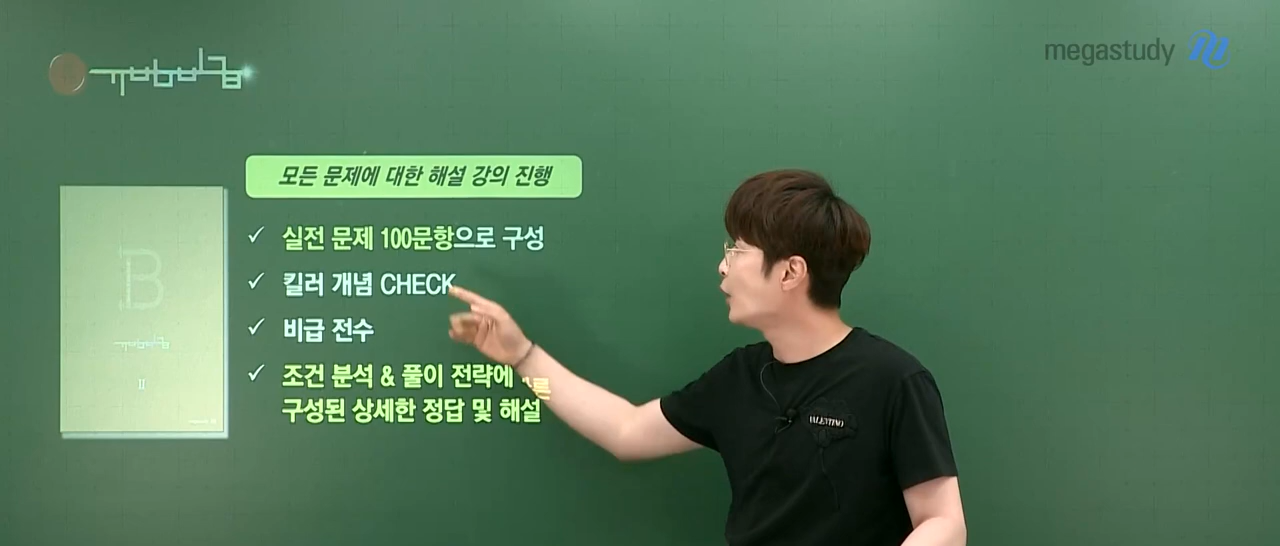 megastudy
모든 문제에 대한 해설 강의 진행
실전 문제 100문항으로 구성
킬러 개념 CHECK
비급 전수
조건 분석 & 풀이 전략에
구성된 상세한 정답 및 해설
B
II
VALENTINO